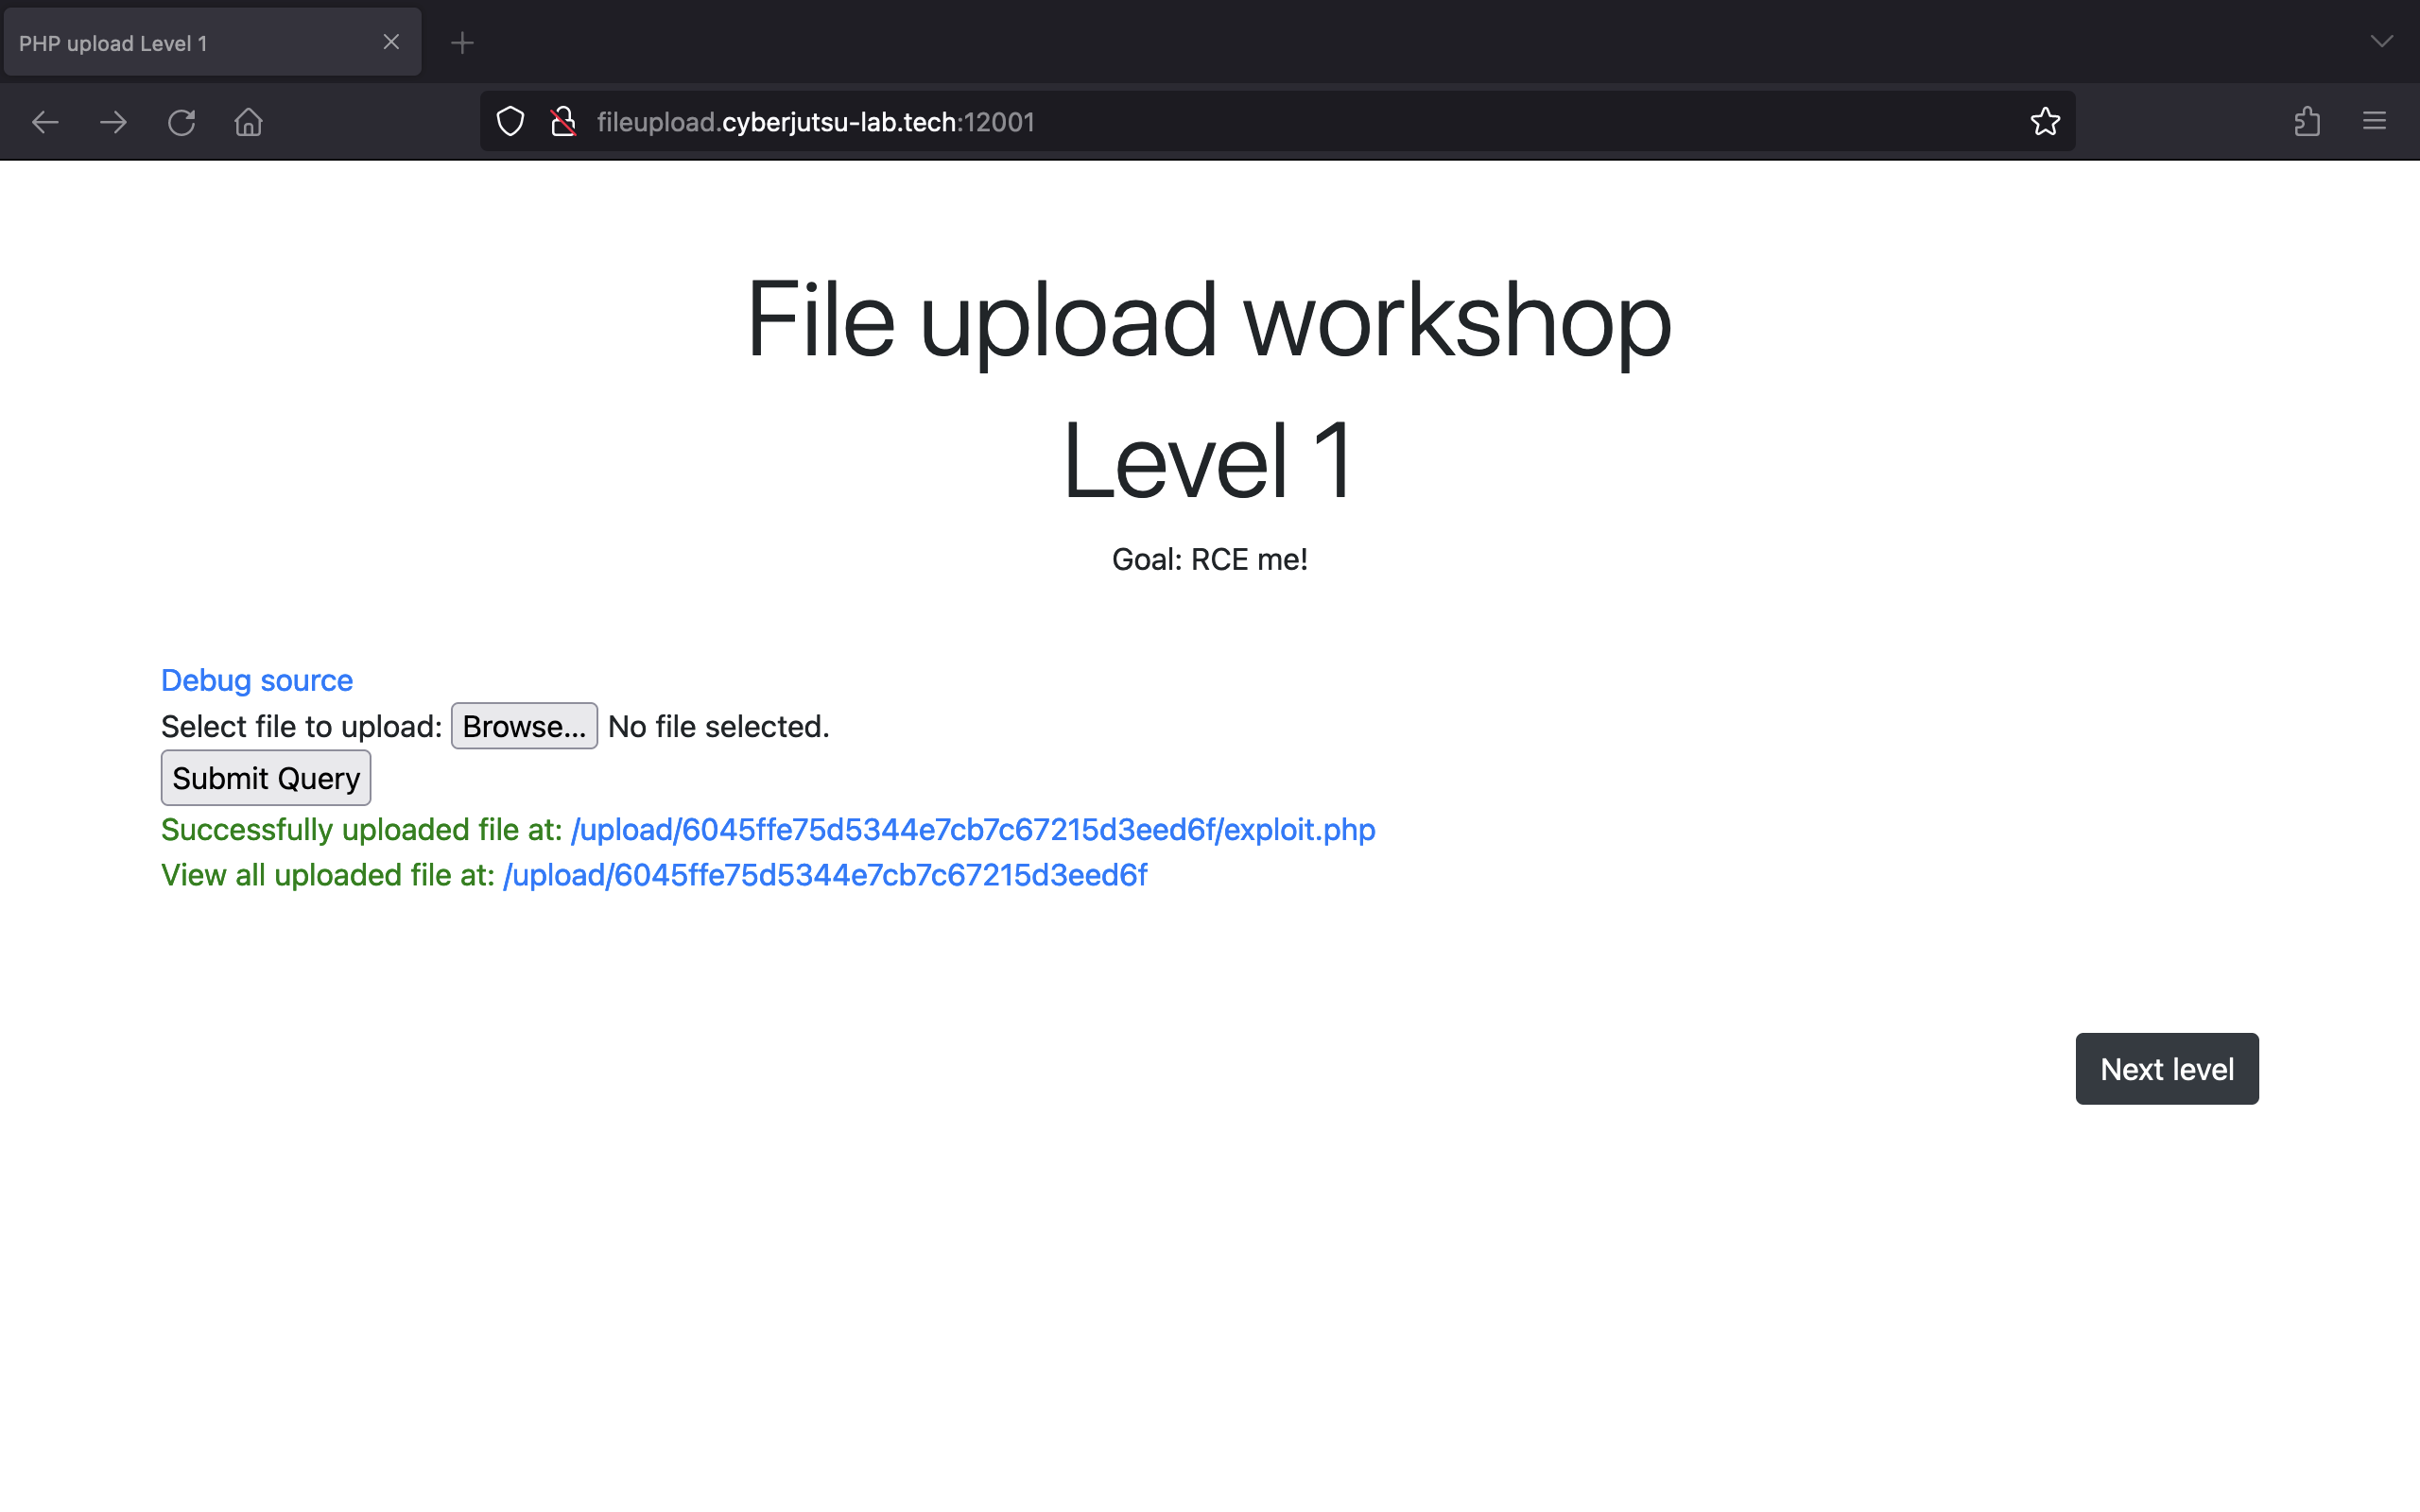 PHP upload Level 1
fileupload.cyberjutsu-lab.tech:12001
File upload workshop
Level 1
Goal: RCE me!
Debug source
Select file to upload: Browse... No file selected.
Submit Query
Successfully uploaded file at: /upload/6045ffe75d5344e7cb7c67215d3eed6f/exploit.php
View all uploaded file at: /upload/6045ffe75d5344e7cb7c67215d3eed6f
Next level